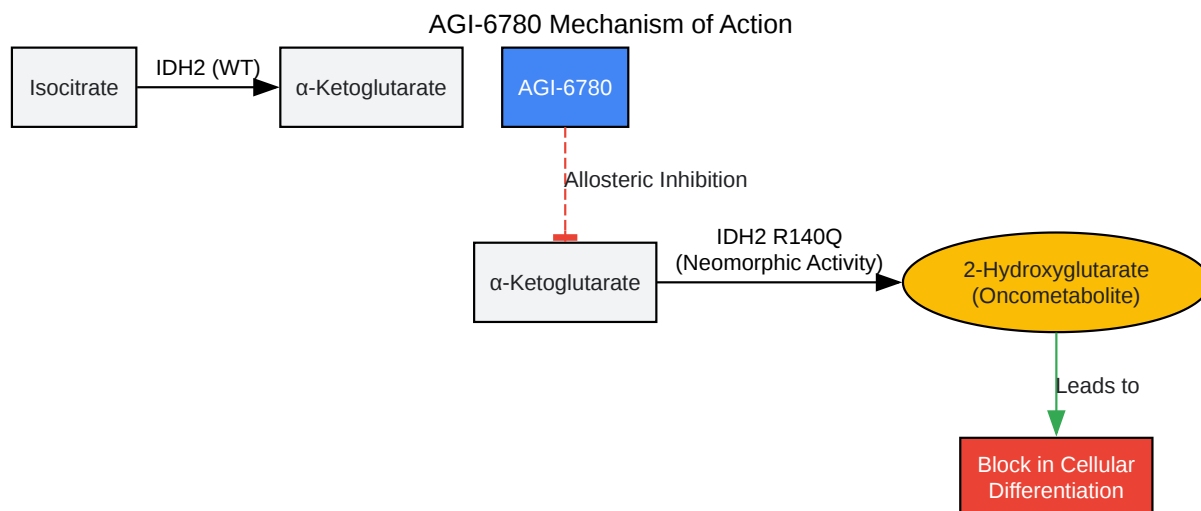 AGI-6780 Mechanism of Action
Isocitrate
IDH2 (WT)
α-Ketoglutarate
AGI-6780
Allosteric Inhibition
α-Ketoglutarate
IDH2 R140Q
(Neomorphic Activity)
2-Hydroxyglutarate
(Oncometabolite)
Leads to
Block in Cellular
Differentiation